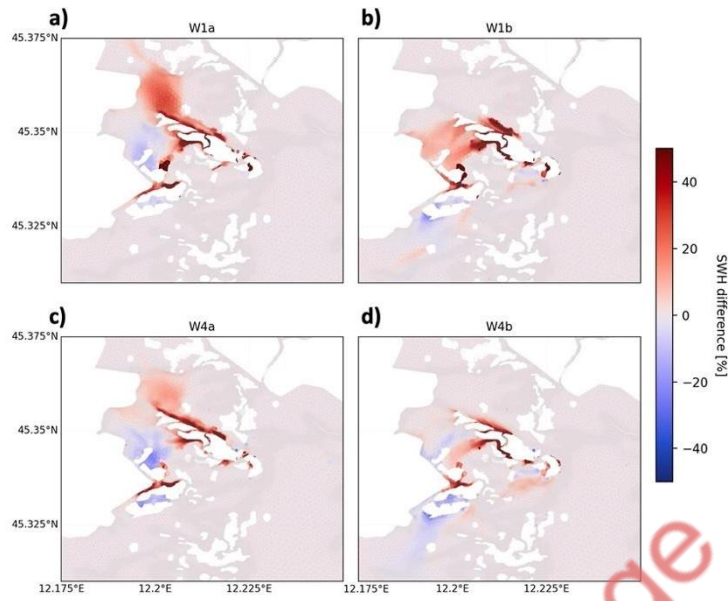 a)
W1a
b)
W1b
45.375°N
45.35°N
45.325°N
c)
W4a
d)
W4b
45.375°N
45.35°N
45.325°N
12.175°E
12.2°E
12.225°E
12.175°E
12.2°E
12.225°E
40
20
0
−20
−40
SWH difference [%]
ge